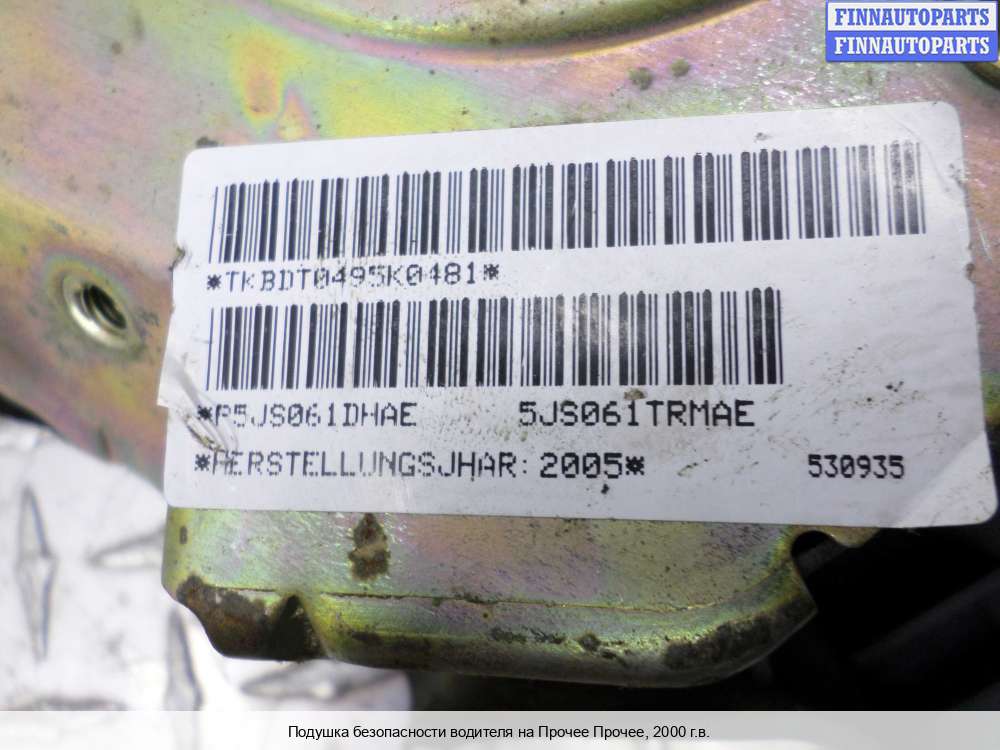 FINNAUTOPARTS
FINNAUTOPARTS
*TKBDT0495K0481*
*P5JS061DHAE 5JS061TRMAE
*HERSTELLUNGSJHAR: 2005* 530935
Подушка безопасности водителя на Прочее Прочее, 2000 г.в.